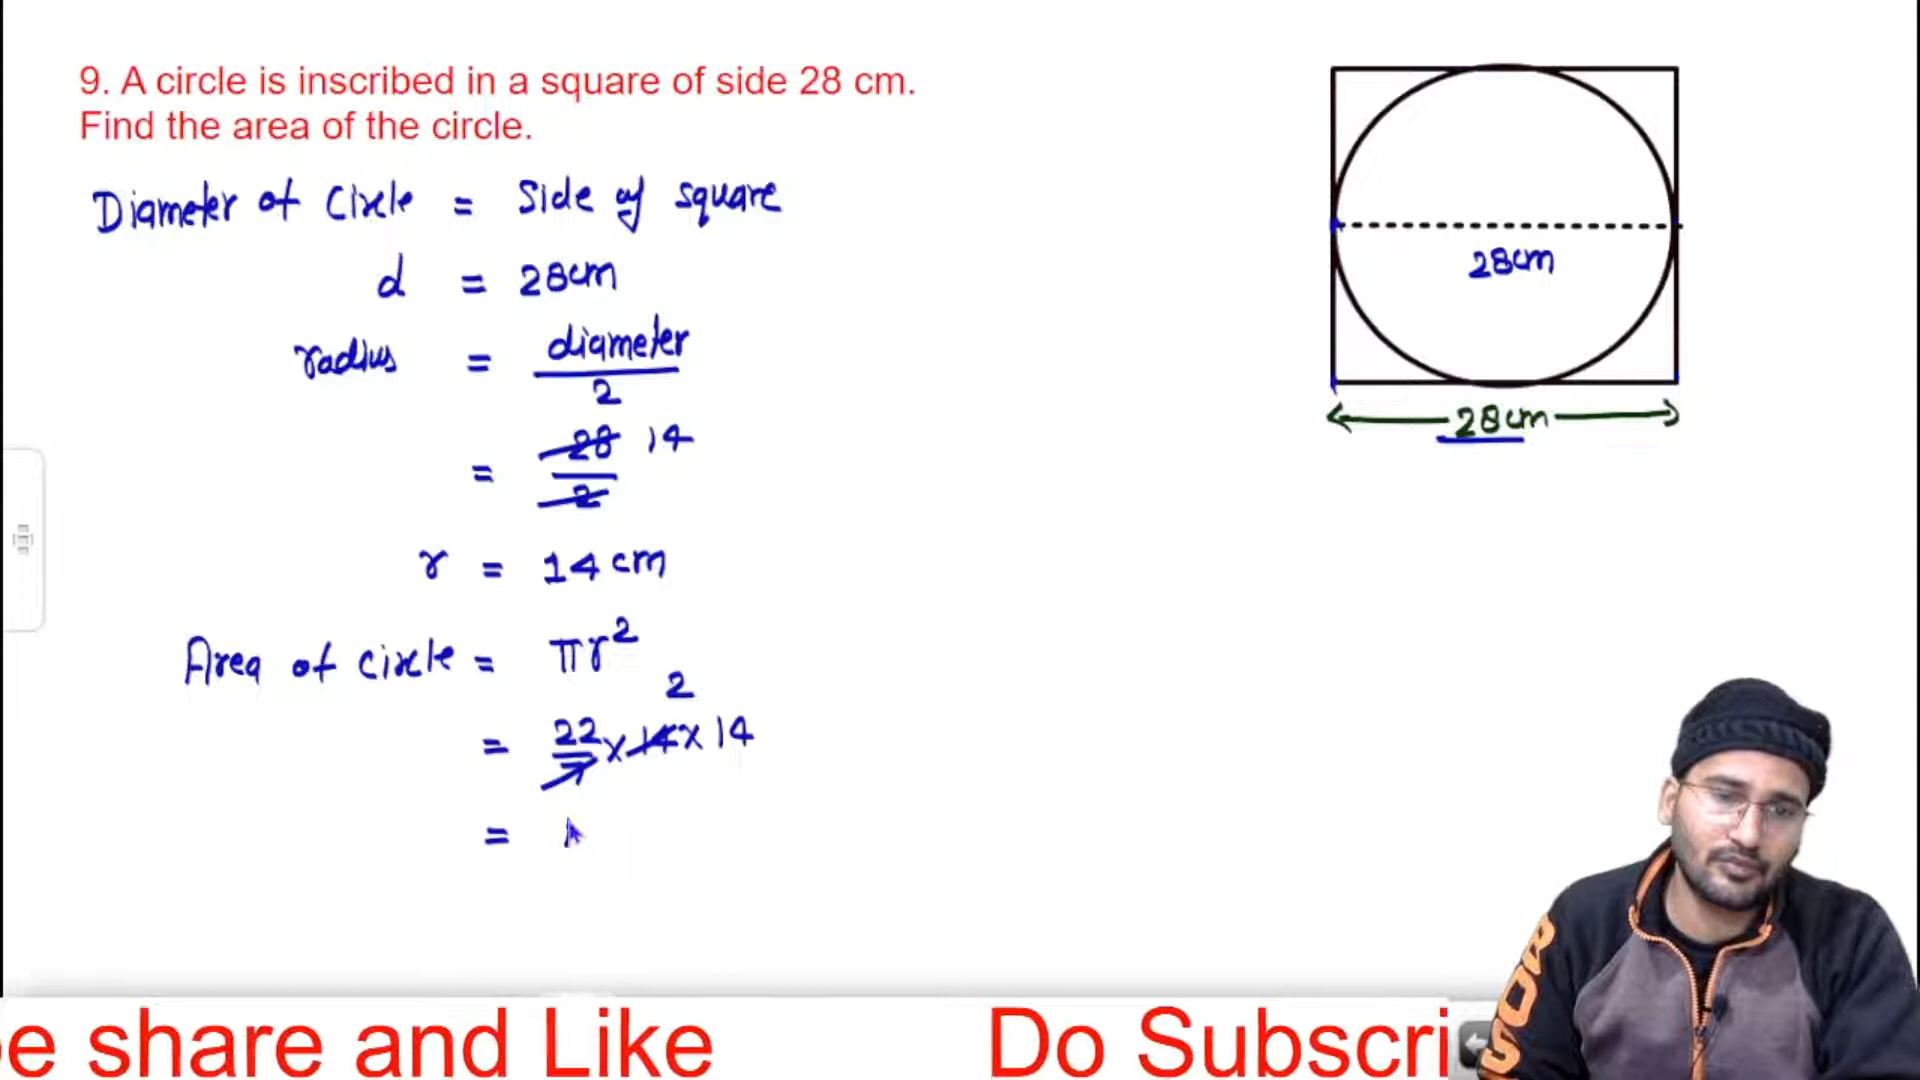 9. A circle is inscribed in a square of side 28 cm.
Find the area of the circle.
Diameter of Circle = Side of square
d = 28cm
radius = diameter
2
= 28 14
2
r = 14 cm
Area of circle = πr²
2
= 22 × 14 × 14
7
=
28cm
28cm
be share and Like
Do Subscri